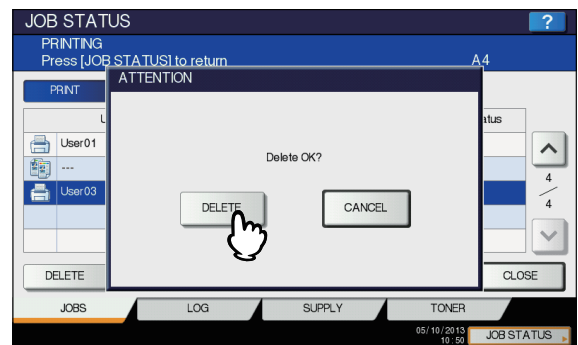 JOB STATUS
?
PRINTING
Press [JOB STATUS] to return
A4
ATTENTION
PRINT
U
atus
User01
Delete OK?
---
4
4
User03
DELETE
CANCEL
DELETE
CLOSE
JOBS
LOG
SUPPLY
TONER
05/10/2013
10:50
JOB STATUS